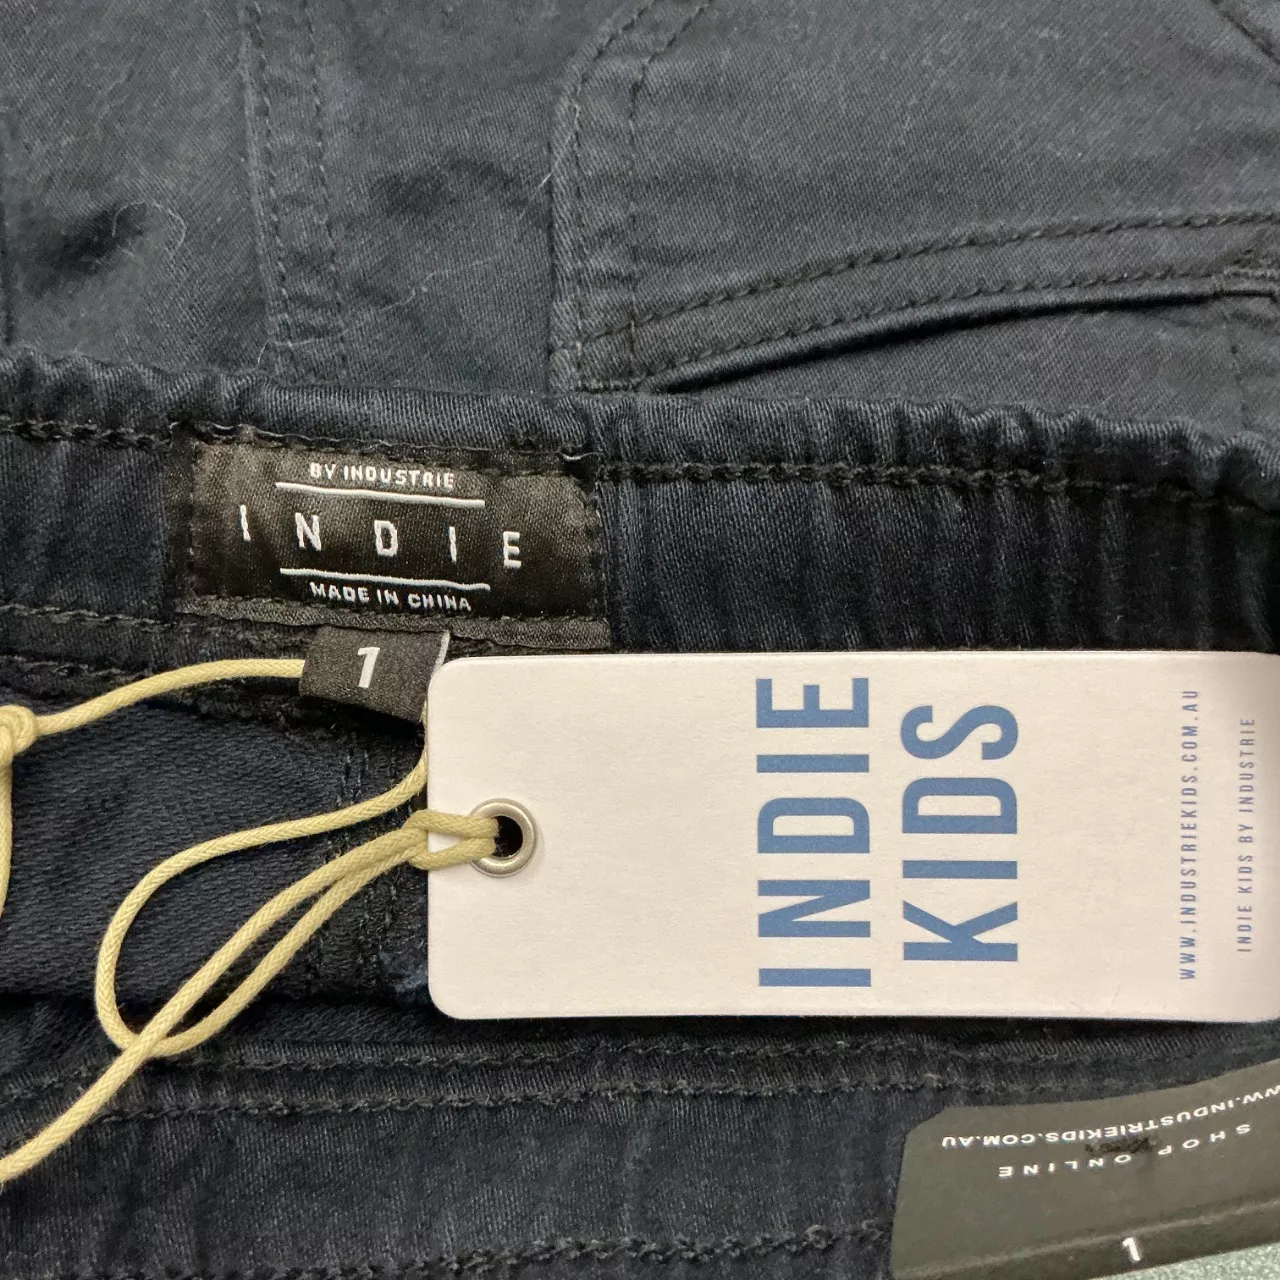 BY INDUSTRIE
INDIE
MADE IN CHINA
1
INDIE
KIDS
WWW.INDUSTRIEKIDS.COM.AU
INDIE KIDS BY INDUSTRIE
1
SHOP ONLINE
WWW.INDUSTRIEKIDS.COM.AU